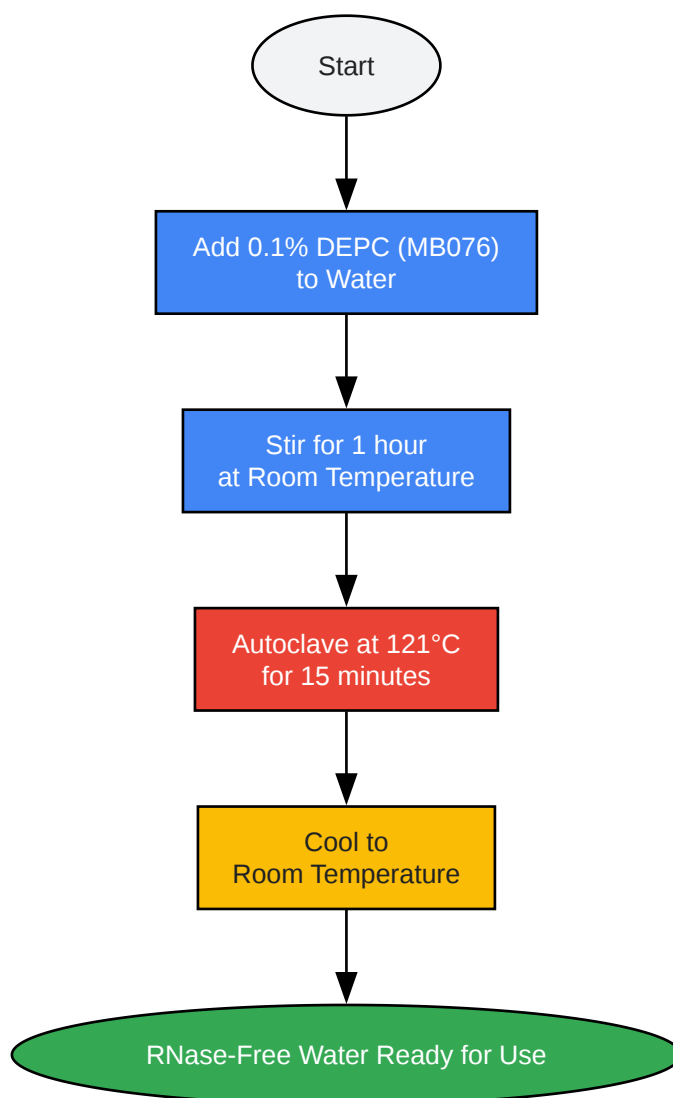 Start
Add 0.1% DEPC (MB076)
to Water
Stir for 1 hour
at Room Temperature
Autoclave at 121°C
for 15 minutes
Cool to
Room Temperature
RNase-Free Water Ready for Use